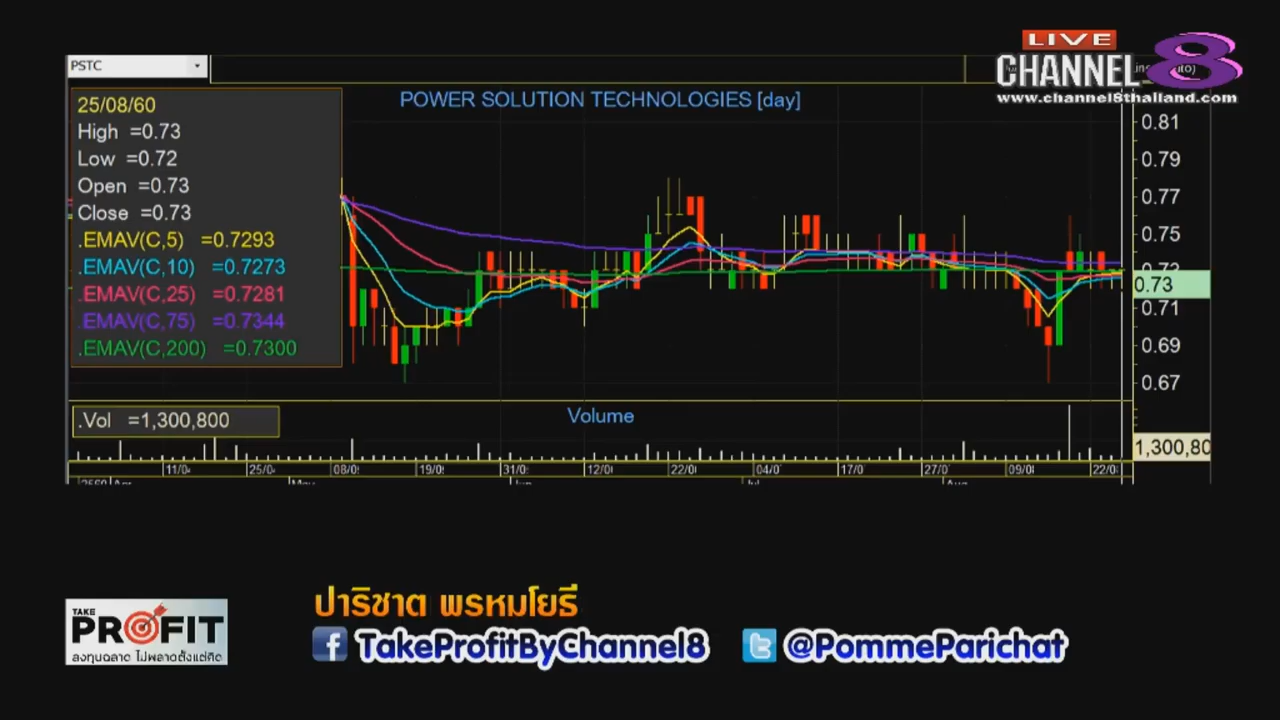 LIVE
CHANNEL 8
www.channel8thailand.com
PSTC
POWER SOLUTION TECHNOLOGIES [day]
25/08/60
High =0.73
Low =0.72
Open =0.73
Close =0.73
.EMAV(C,5) =0.7293
.EMAV(C,10) =0.7273
.EMAV(C,25) =0.7281
.EMAV(C,75) =0.7344
.EMAV(C,200) =0.7300
0.81
0.79
0.77
0.75
0.73
0.71
0.69
0.67
.Vol =1,300,800
Volume
1,300,80
11/0 25/0 08/0 19/0 31/0 12/0 22/0 04/0 17/0 27/0 09/0 22/0
TAKE
PROFIT
ลงทุนฉลาด ไม่พลาดตั้งแต่คิด
ปาริชาต พรหมโยธี
TakeProfitByChannel8
@PommeParichat